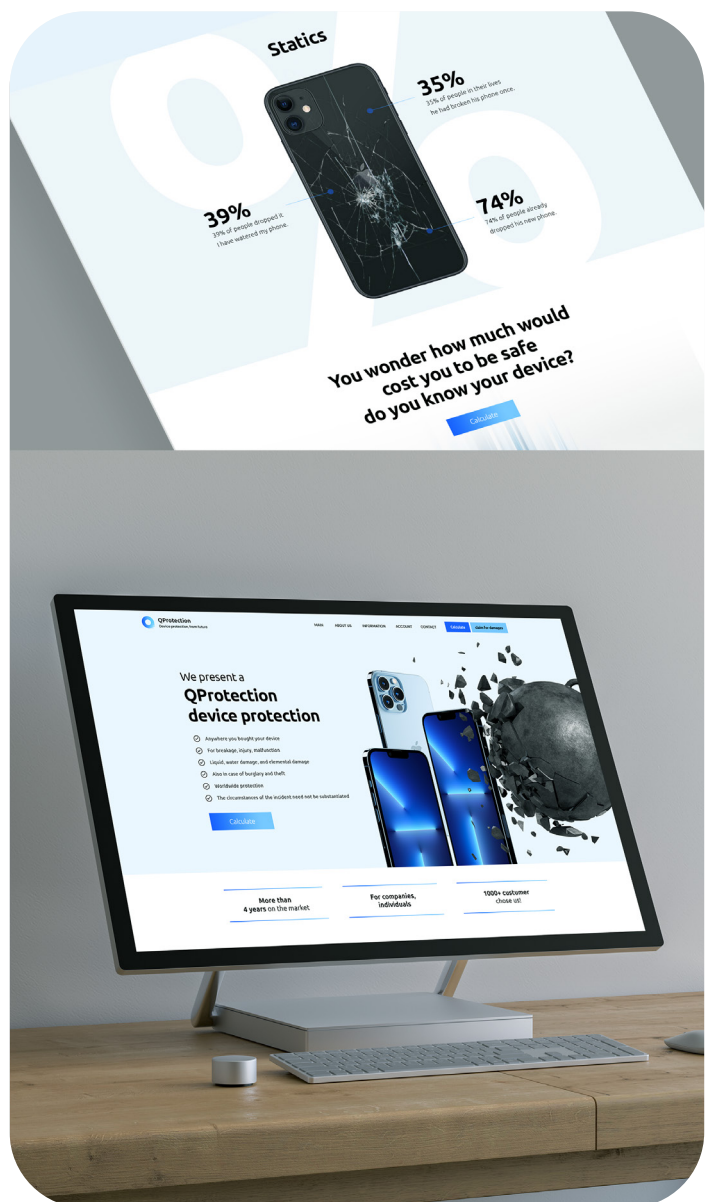 Statics
35%
35% of people in their lives
he had broken his phone once.
39%
39% of people dropped it
I have watered my phone.
74%
74% of people already
dropped his new phone.
You wonder how much would
cost you to be safe
do you know your device?
Calculate
QProtection
Device protection, from future
MAIN ABOUT US INFORMATION ACCOUNT CONTACT Calculate Claim for damages
We present a
QProtection
device protection
Anywhere you bought your device
For breakage, injury, malfunction
Liquid, water damage, and elemental damage
Also in case of burglary and theft
Worldwide protection
The circumstances of the incident need not be substantiated
Calculate
More than
4 years on the market
For companies,
individuals
1000+ customer
chose us!